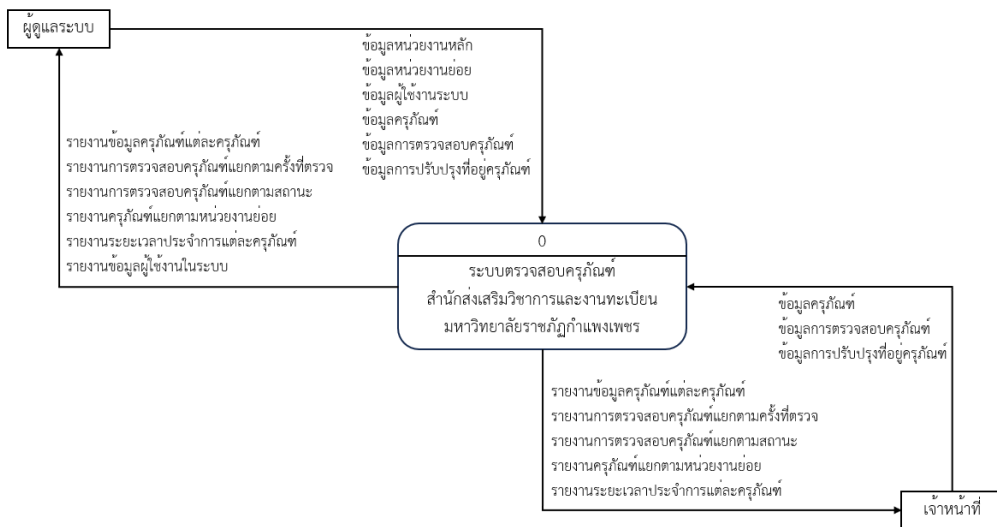 ผู้ดูแลระบบ
ข้อมูลหน่วยงานหลัก
ข้อมูลหน่วยงานย่อย
ข้อมูลผู้ใช้งานระบบ
ข้อมูลครุภัณฑ์
ข้อมูลการตรวจสอบครุภัณฑ์
ข้อมูลการปรับปรุงที่อยู่ครุภัณฑ์
รายงานข้อมูลครุภัณฑ์แต่ละครุภัณฑ์
รายงานการตรวจสอบครุภัณฑ์แยกตามครั้งที่ตรวจ
รายงานการตรวจสอบครุภัณฑ์แยกตามสถานะ
รายงานครุภัณฑ์แยกตามหน่วยงานย่อย
รายงานระยะเวลาประจำการแต่ละครุภัณฑ์
รายงานข้อมูลผู้ใช้งานในระบบ
0
ระบบตรวจสอบครุภัณฑ์
สำนักส่งเสริมวิชาการและงานทะเบียน
มหาวิทยาลัยราชภัฏกำแพงเพชร
ข้อมูลครุภัณฑ์
ข้อมูลการตรวจสอบครุภัณฑ์
ข้อมูลการปรับปรุงที่อยู่ครุภัณฑ์
รายงานข้อมูลครุภัณฑ์แต่ละครุภัณฑ์
รายงานการตรวจสอบครุภัณฑ์แยกตามครั้งที่ตรวจ
รายงานการตรวจสอบครุภัณฑ์แยกตามสถานะ
รายงานครุภัณฑ์แยกตามหน่วยงานย่อย
รายงานระยะเวลาประจำการแต่ละครุภัณฑ์
เจ้าหน้าที่